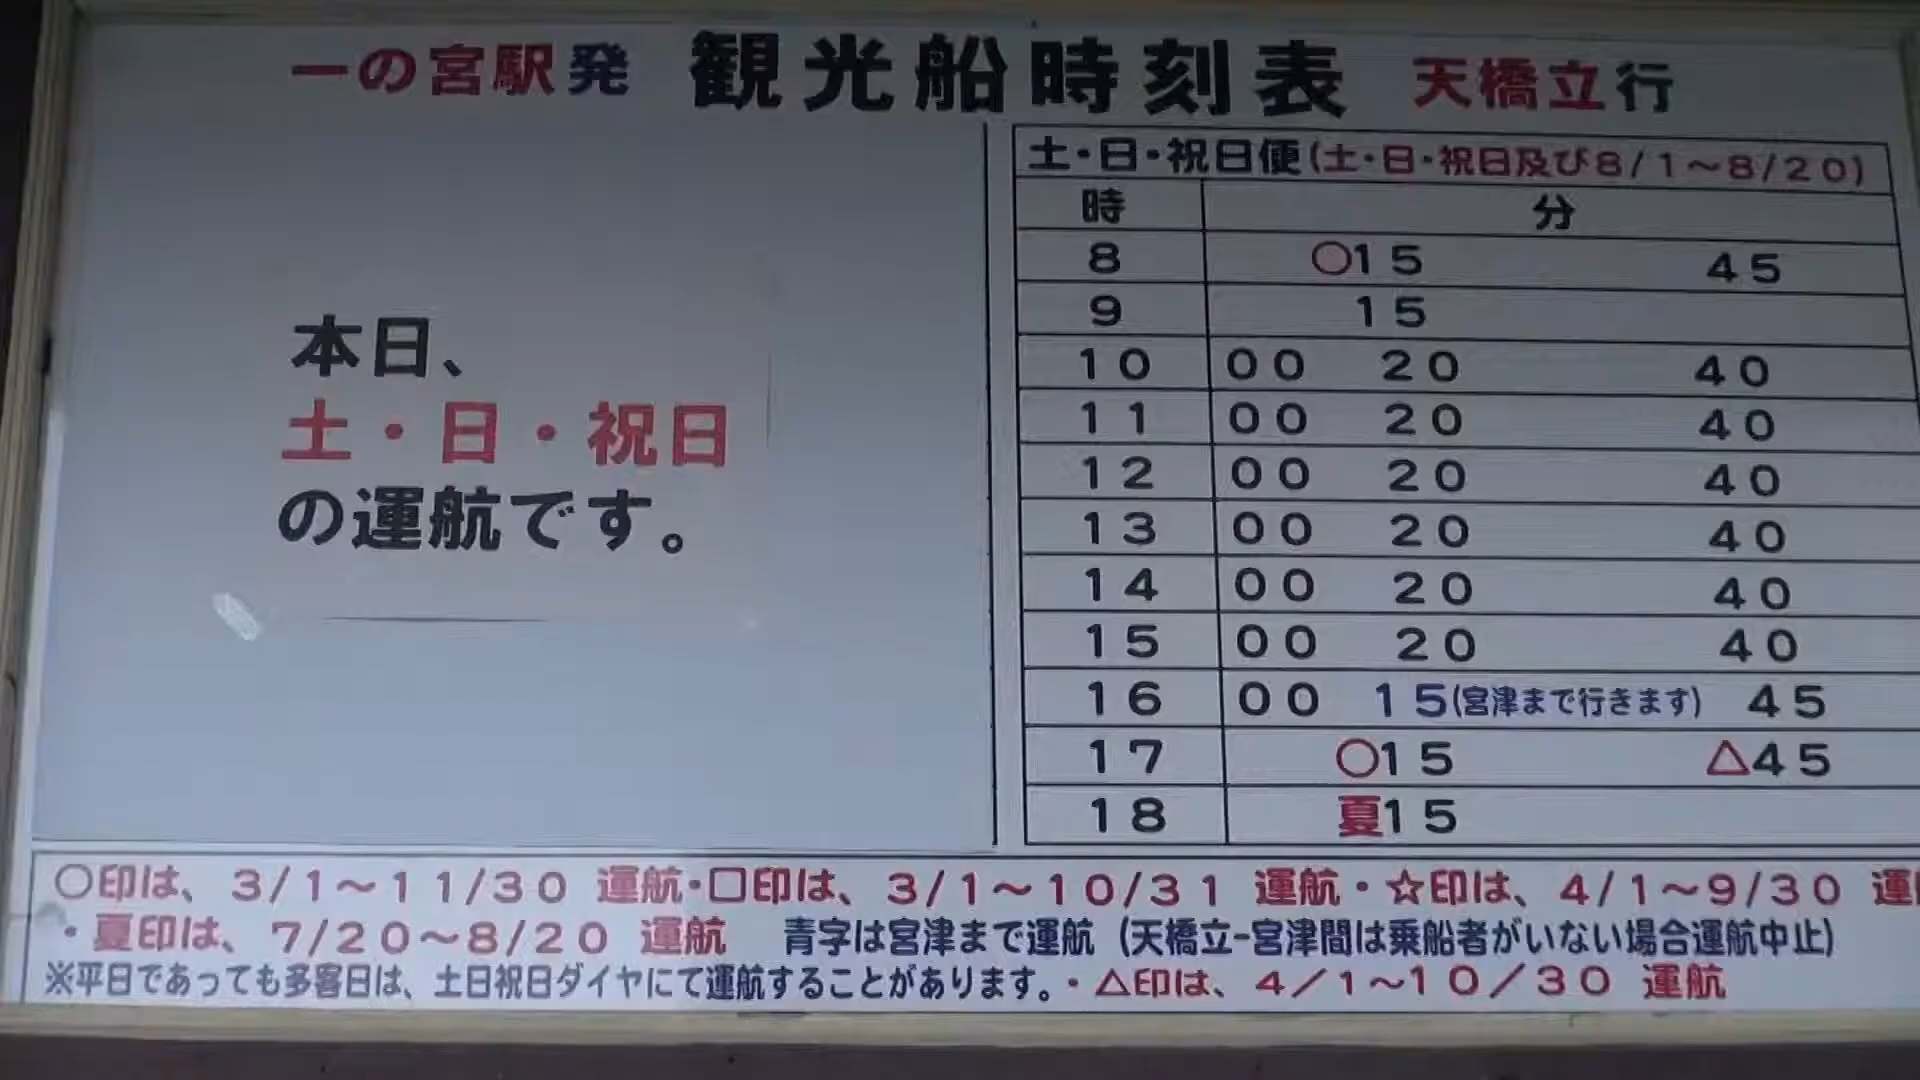 一の宮駅発 観光船時刻表 天橋立行
本日、
土・日・祝日
の運航です。
土・日・祝日便(土・日・祝日及び8/1～8/20)
時 分
8 ○15 45
9 15
10 00 20 40
11 00 20 40
12 00 20 40
13 00 20 40
14 00 20 40
15 00 20 40
16 00 15(宮津まで行きます) 45
17 ○15 △45
18 夏15
○印は、3/1～11/30 運航・□印は、3/1～10/31 運航・☆印は、4/1～9/30 運
・夏印は、7/20～8/20 運航 青字は宮津まで運航(天橋立-宮津間は乗船者がいない場合運航中止)
※平日であっても多客日は、土日祝日ダイヤにて運航することがあります。・△印は、4/1～10/30 運航